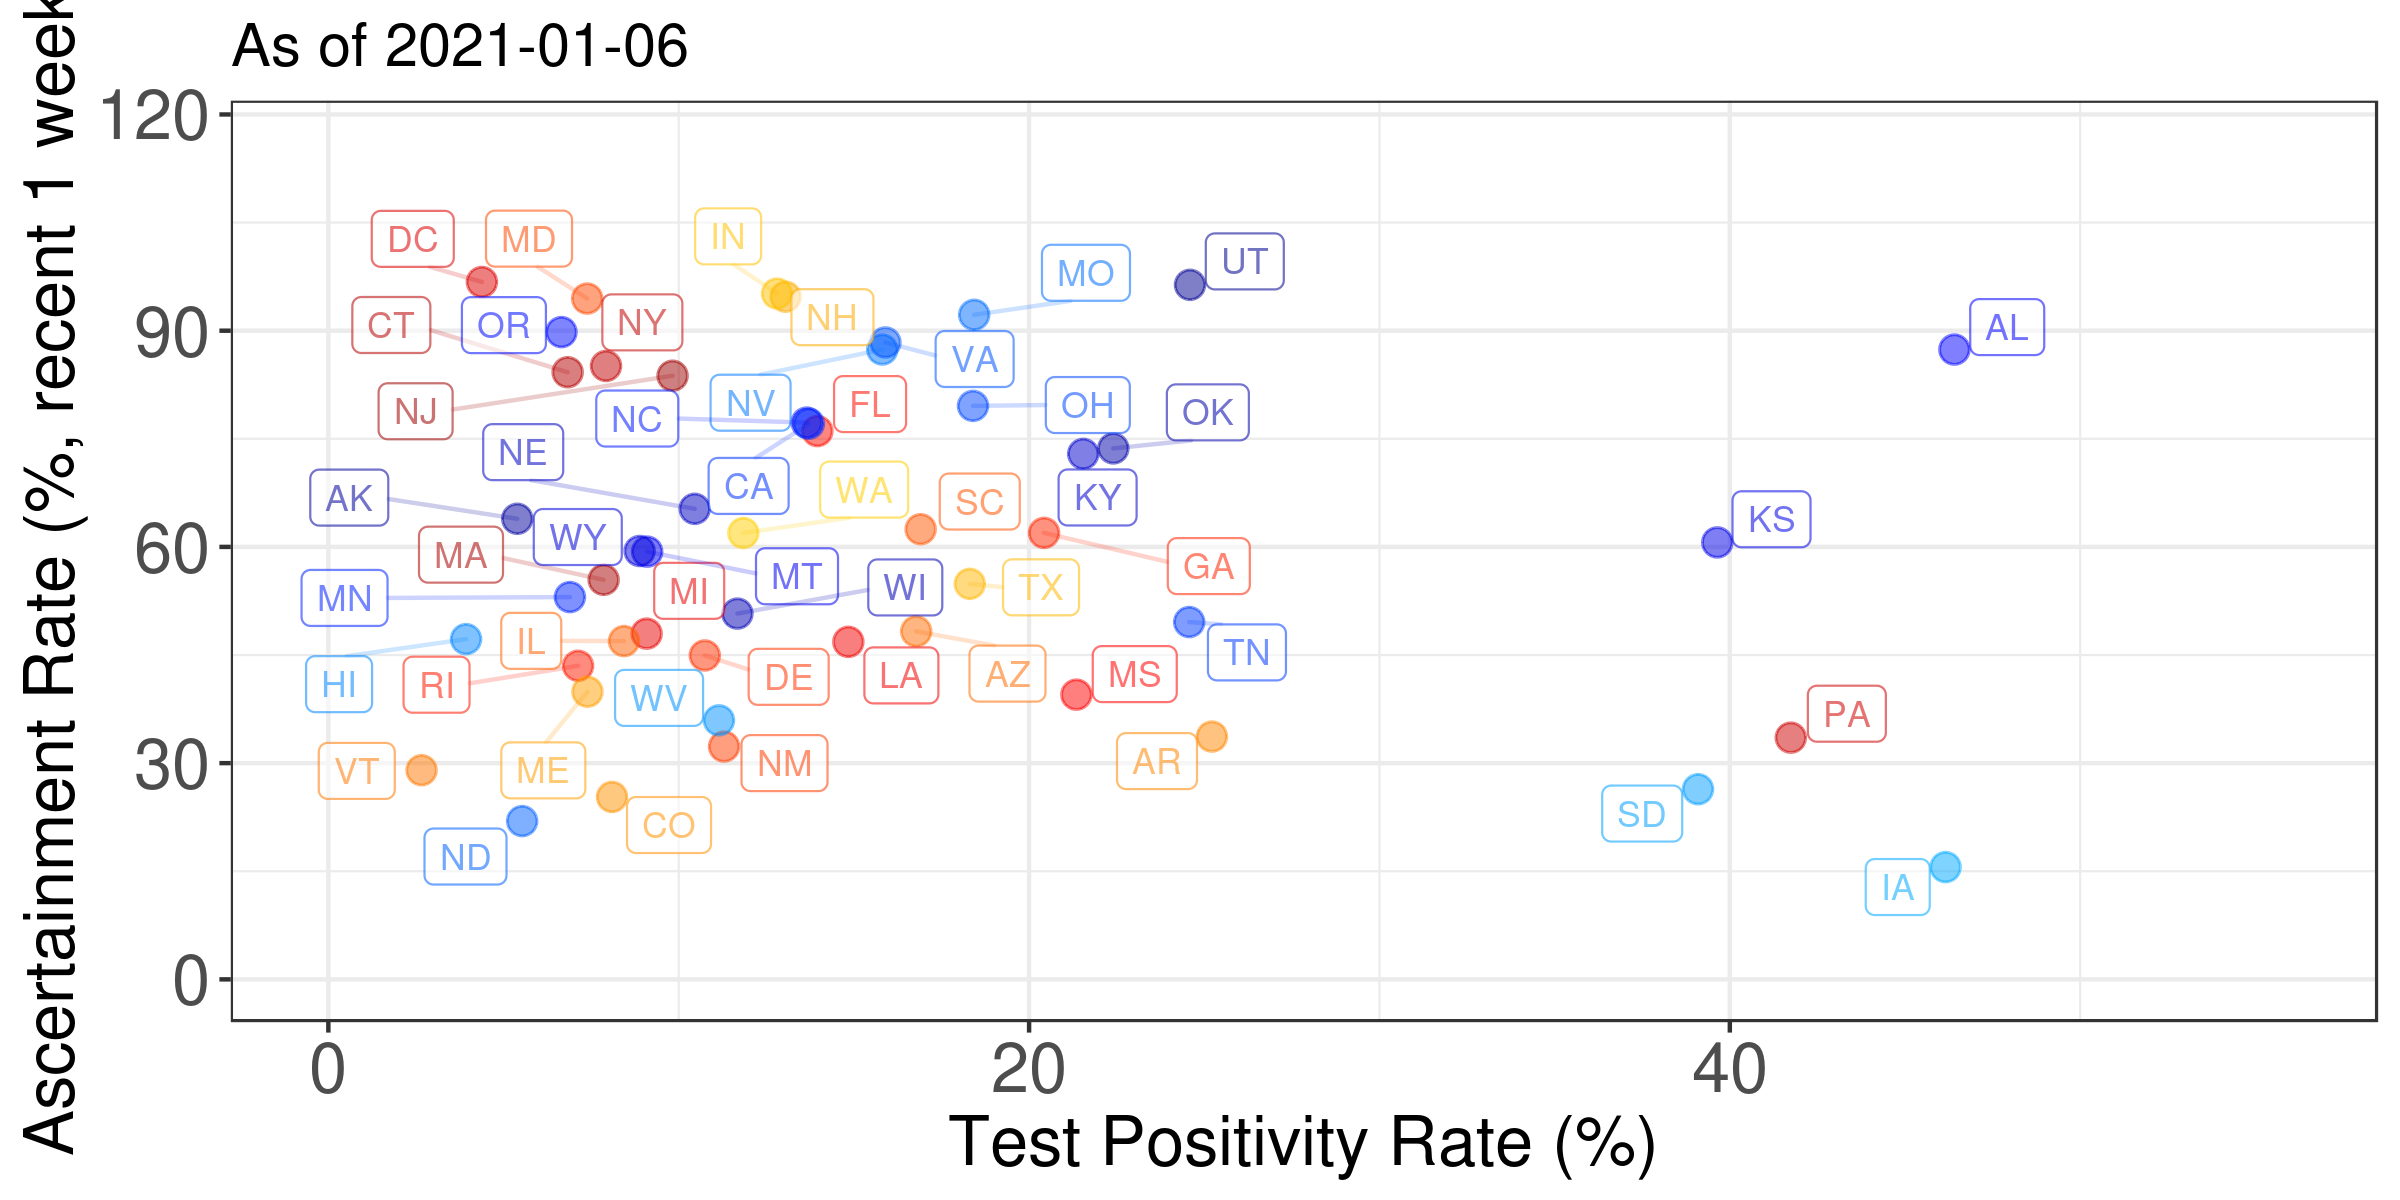 As of 2021-01-06
Ascertainment Rate (%, recent 1 week
120
90
60
30
0
DC
MD
IN
MO
UT
CT
OR
NY
NH
VA
AL
NJ
NC
NV
FL
OH
OK
NE
CA
WA
SC
KY
AK
WY
KS
MA
MT
GA
MN
MI
WI
TX
IL
TN
HI
RI
WV
DE
LA
AZ
MS
PA
VT
ME
NM
AR
CO
SD
ND
IA
0
20
40
Test Positivity Rate (%)